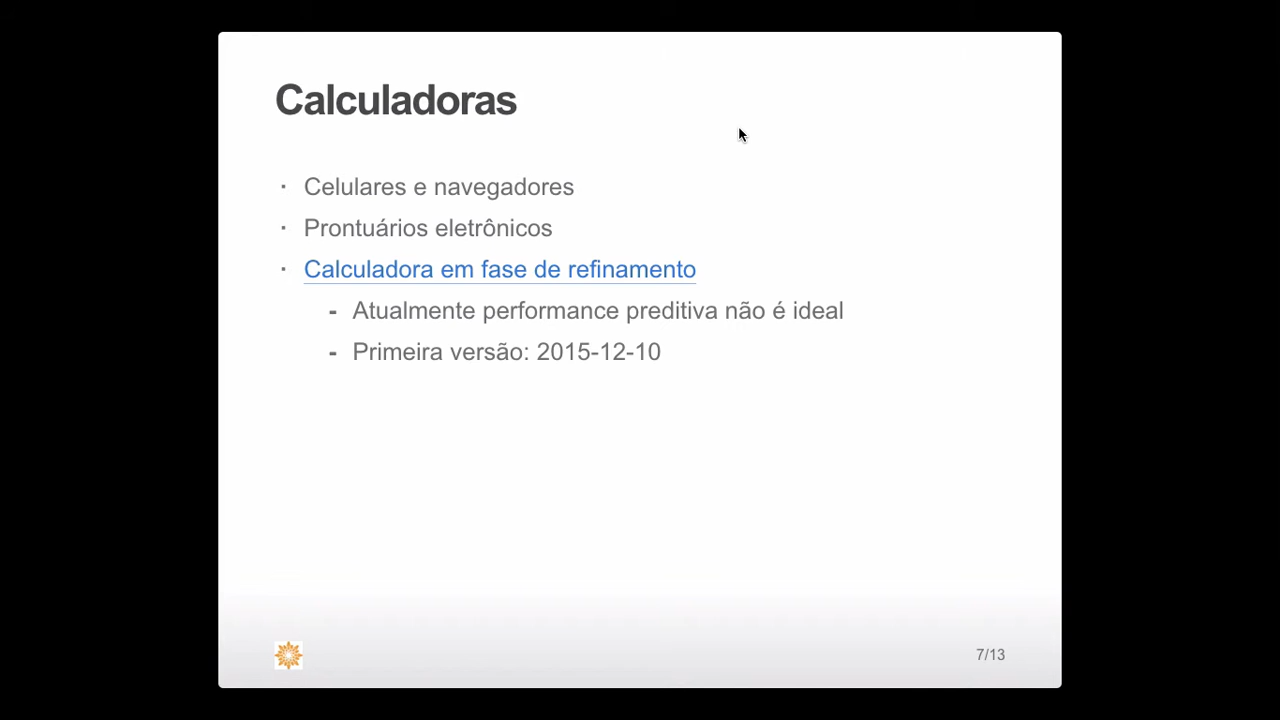 Calculadoras
· Celulares e navegadores
· Prontuários eletrônicos
· Calculadora em fase de refinamento
- Atualmente performance preditiva não é ideal
- Primeira versão: 2015-12-10
7/13